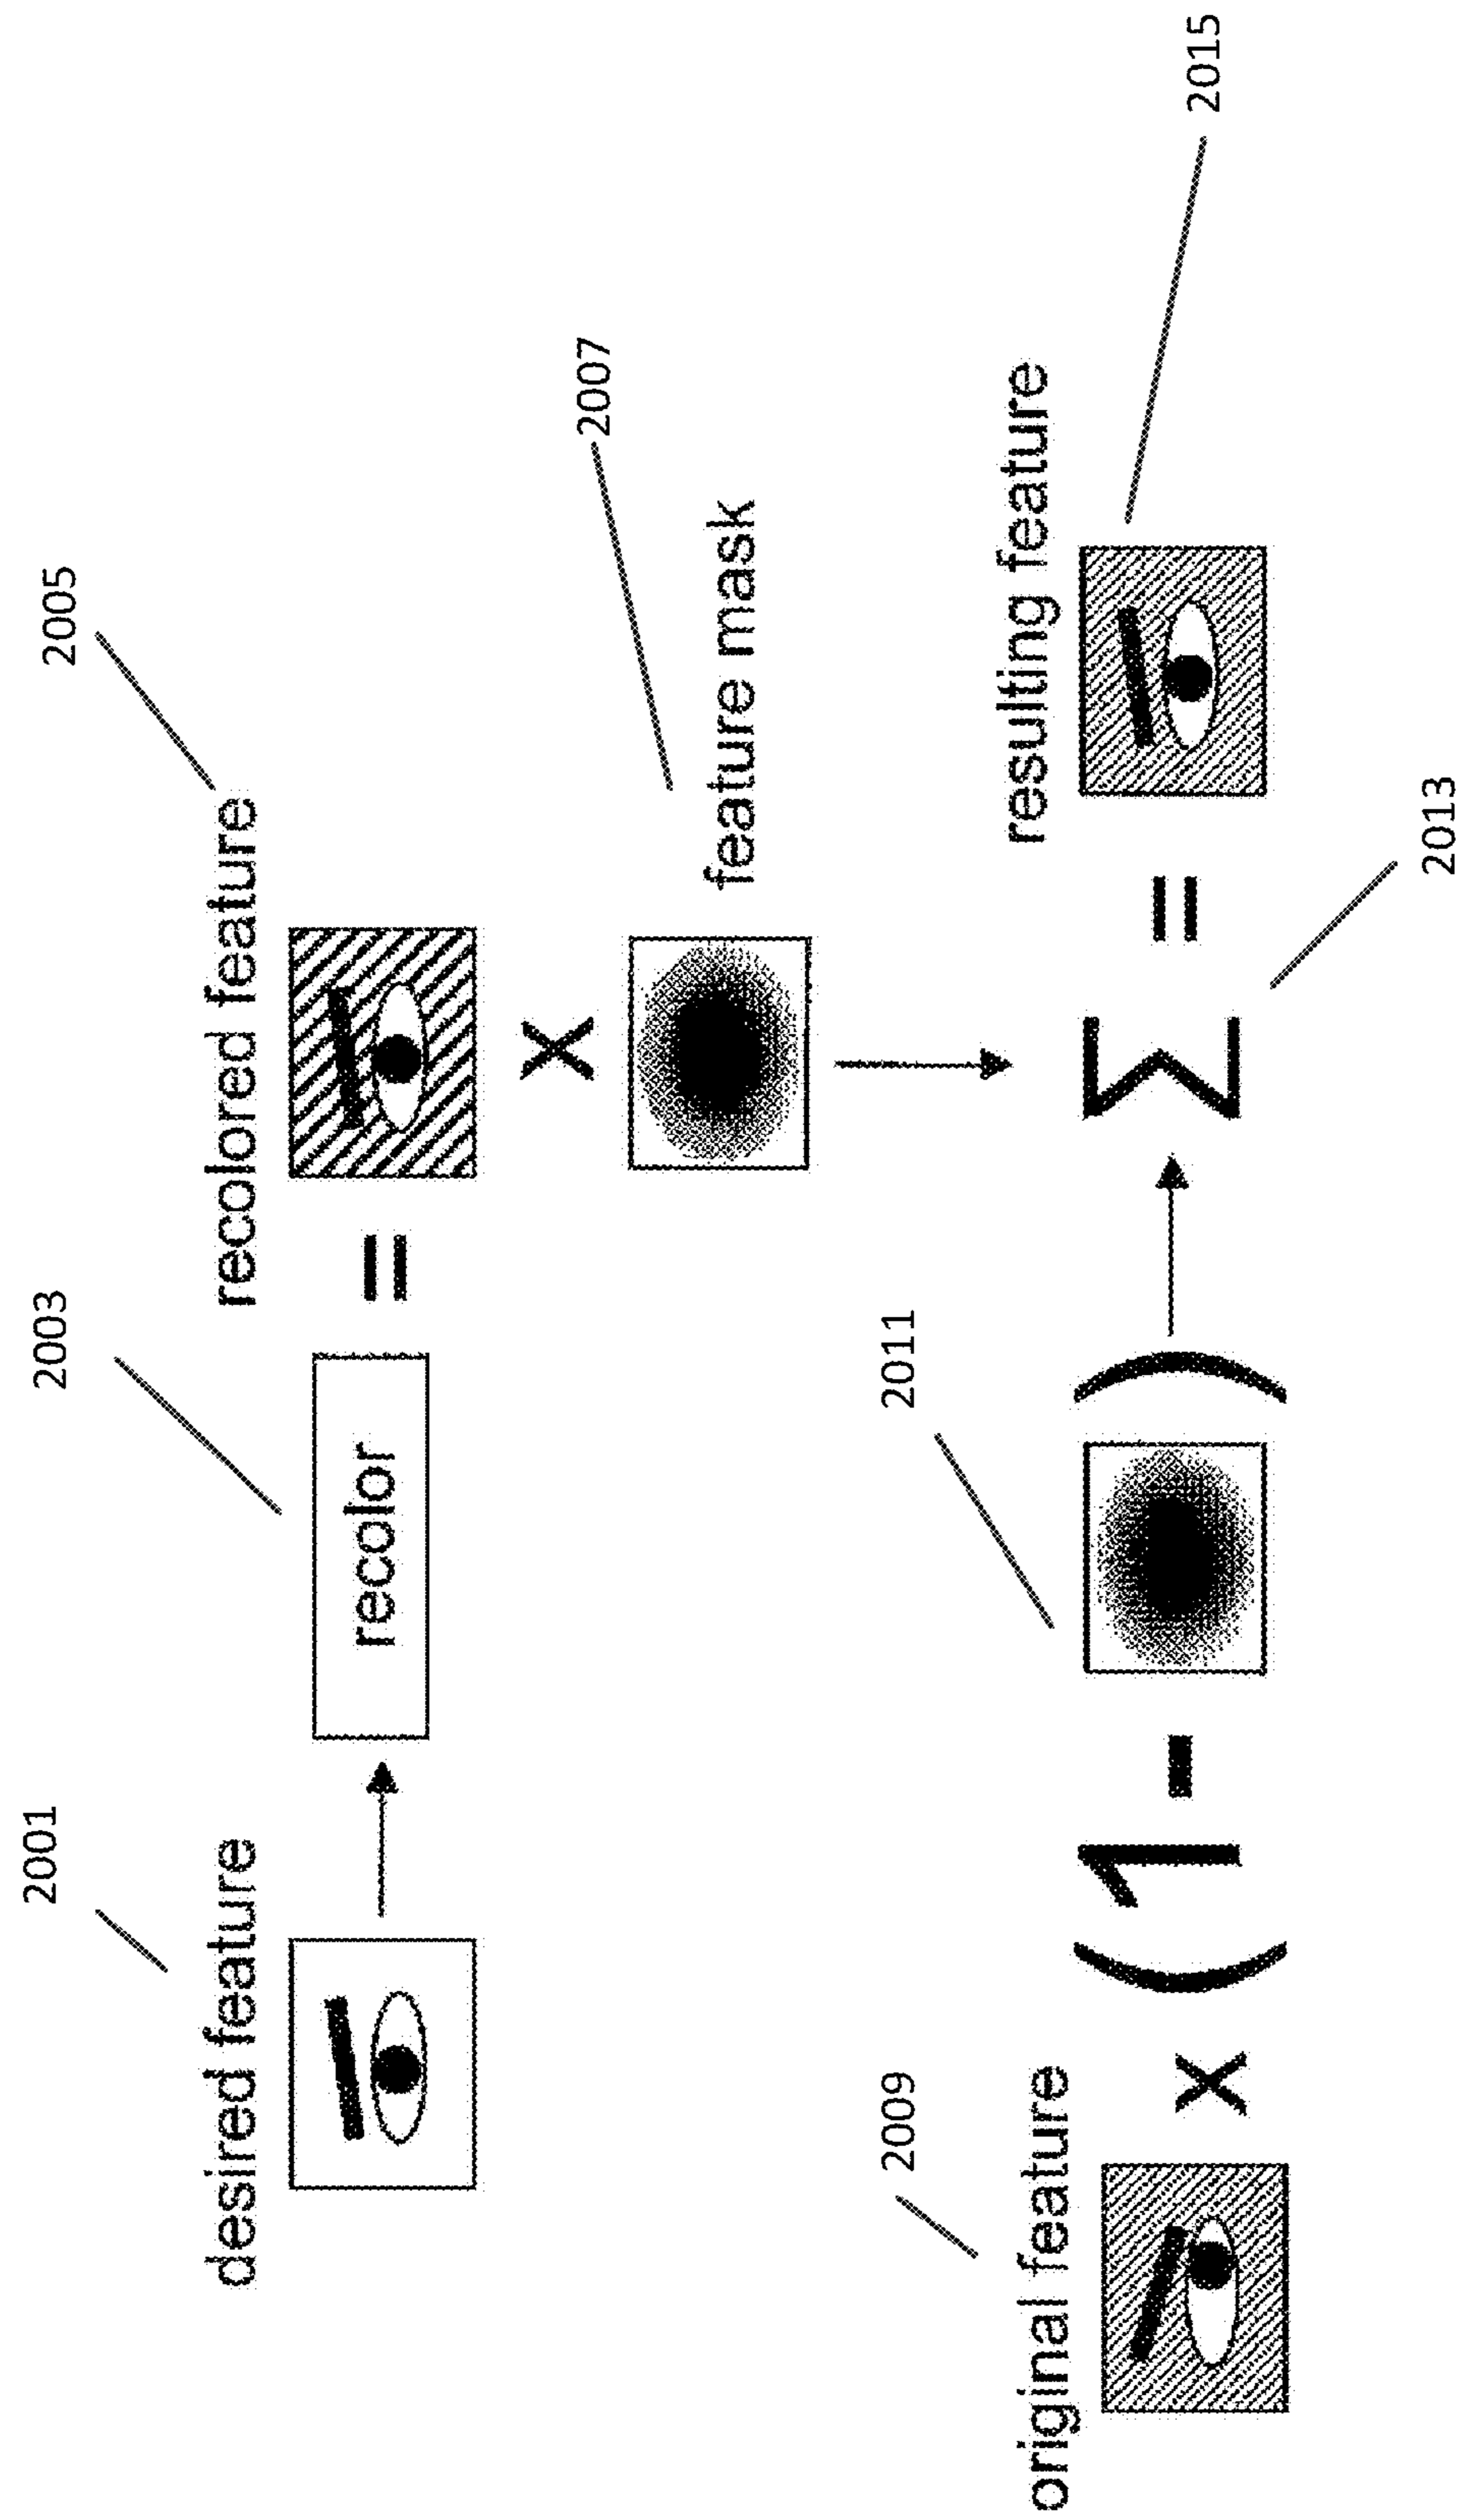 2001
2003
2005
desired feature
recolored feature
recolor
=
X
2007
feature mask
2009
2011
original feature
resulting feature
x (1 - ) Σ =
2013
2015